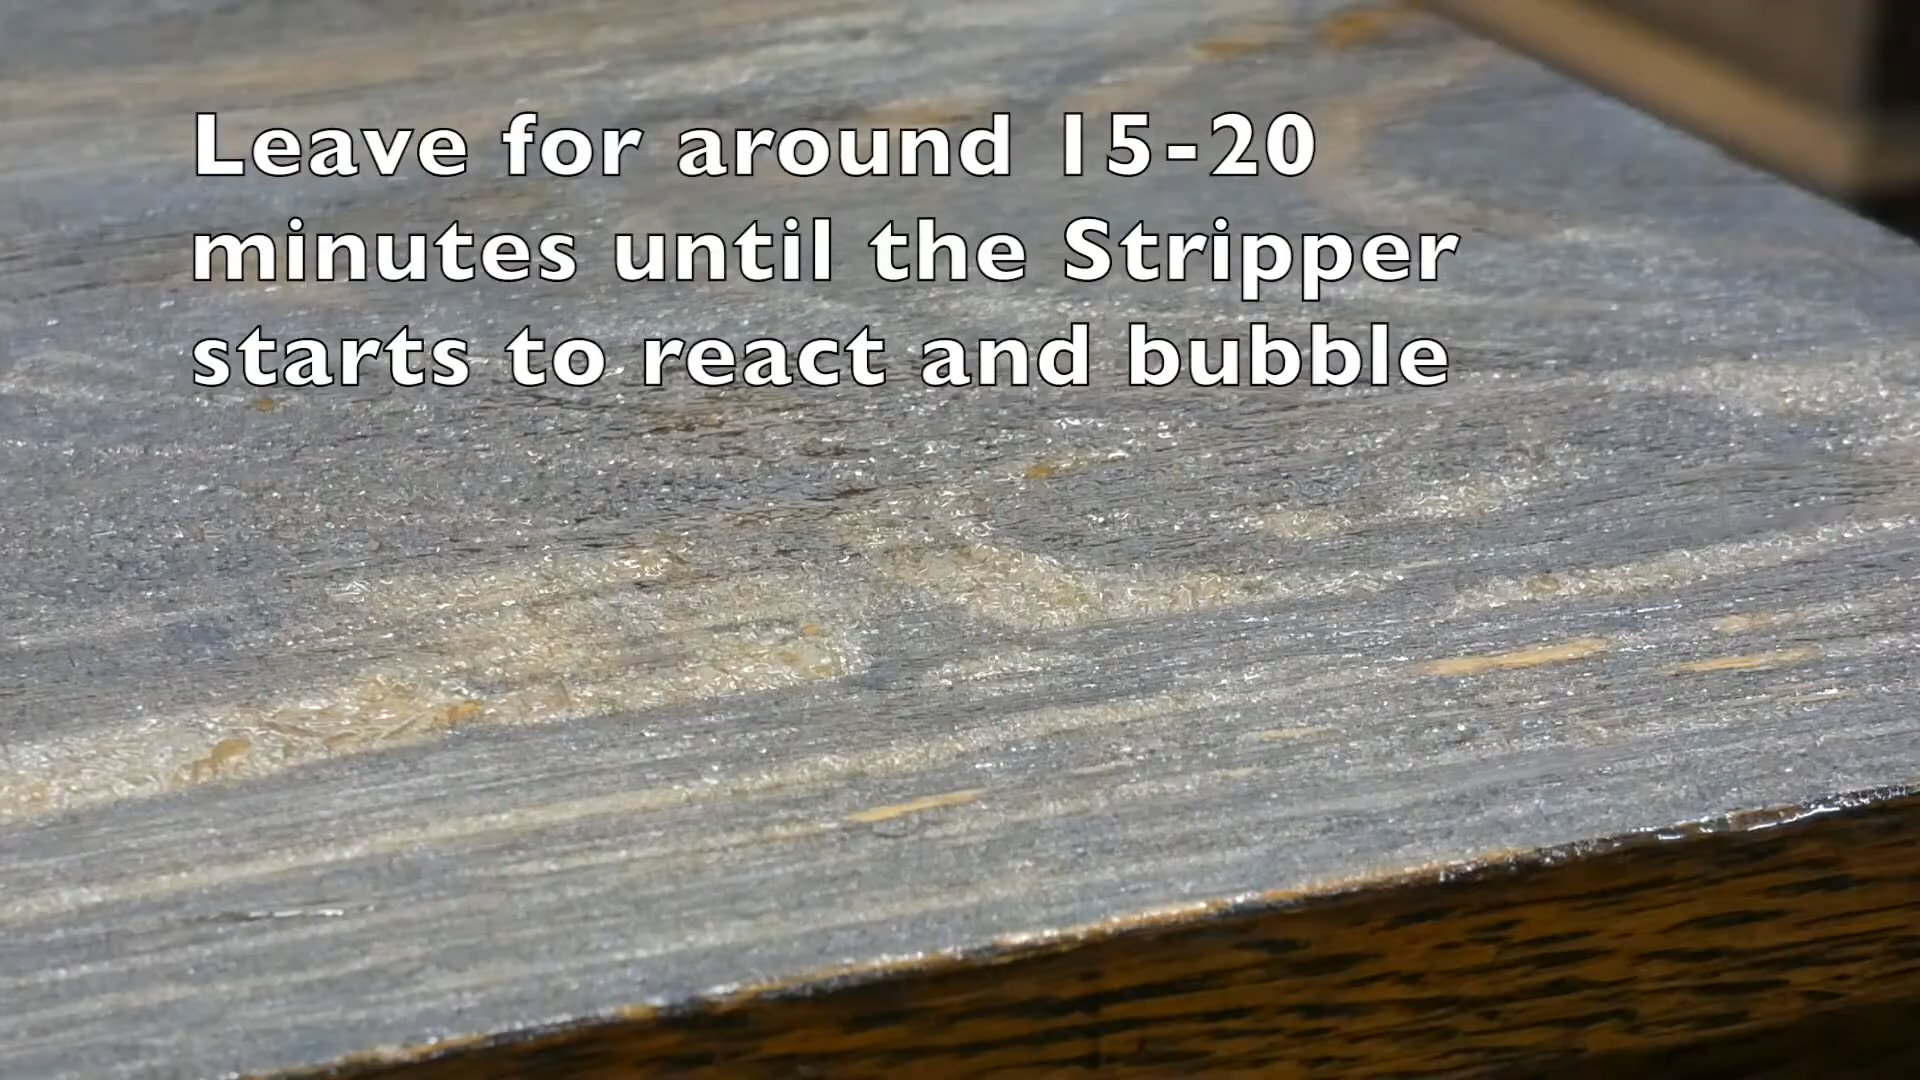 Leave for around 15-20
minutes until the Stripper
starts to react and bubble